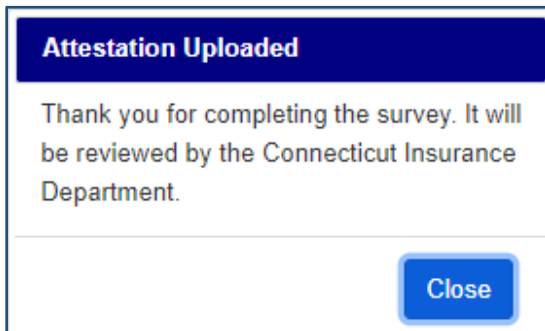 Attestation Uploaded
Thank you for completing the survey. It will
be reviewed by the Connecticut Insurance
Department.
Close